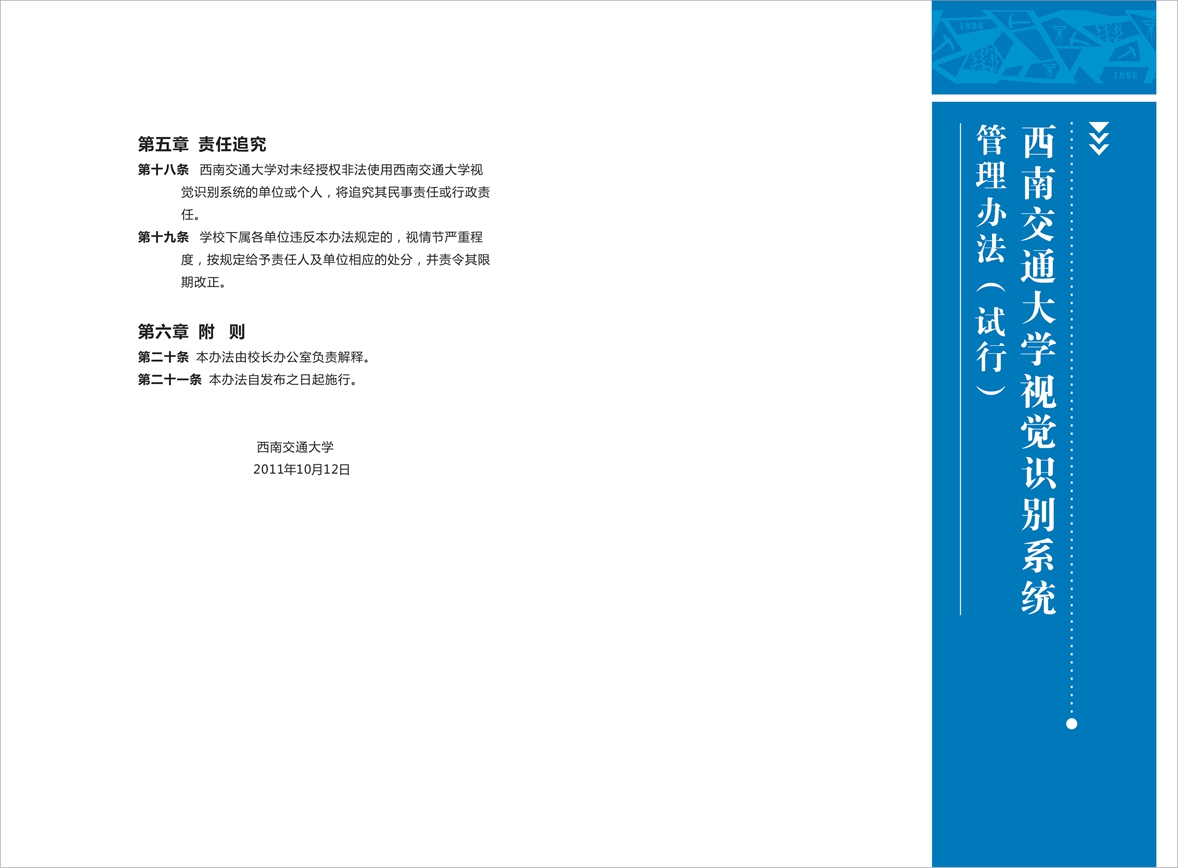 第五章 责任追究
第十八条 西南交通大学对未经授权非法使用西南交通大学视
觉识别系统的单位或个人，将追究其民事责任或行政责
任。
第十九条 学校下属各单位违反本办法规定的，视情节严重程
度，按规定给予责任人及单位相应的处分，并责令其限
期改正。
第六章 附 则
第二十条 本办法由校长办公室负责解释。
第二十一条 本办法自发布之日起施行。
西南交通大学
2011年10月12日
1896
1896
西南交通大学视觉识别系统
管理办法（试行）